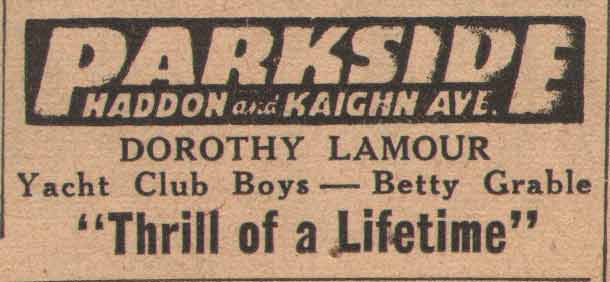 PARKSIDE
HADDON and KAIGHN AVE.
DOROTHY LAMOUR
Yacht Club Boys — Betty Grable
"Thrill of a Lifetime"